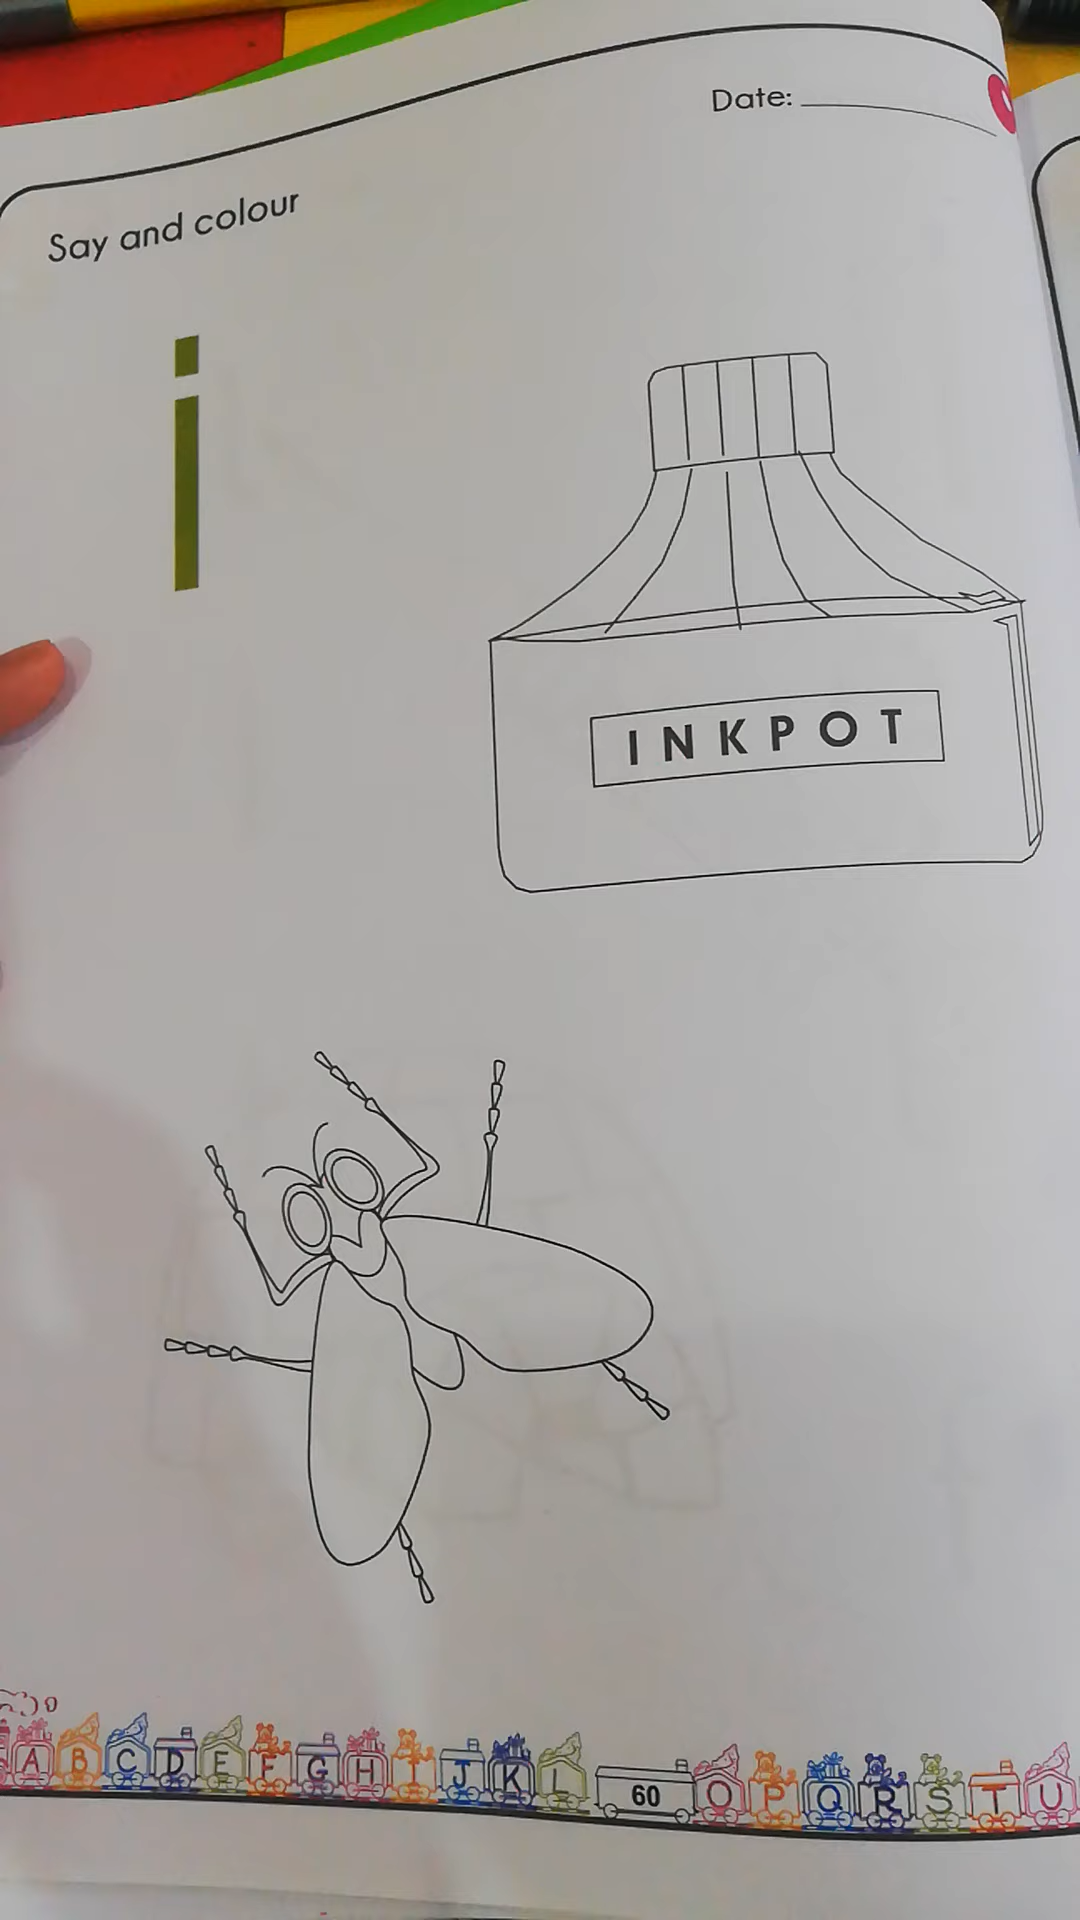 Date:
Say and colour
i
INKPOT
A B C D E F G H I J K L 60 O P Q R S T U